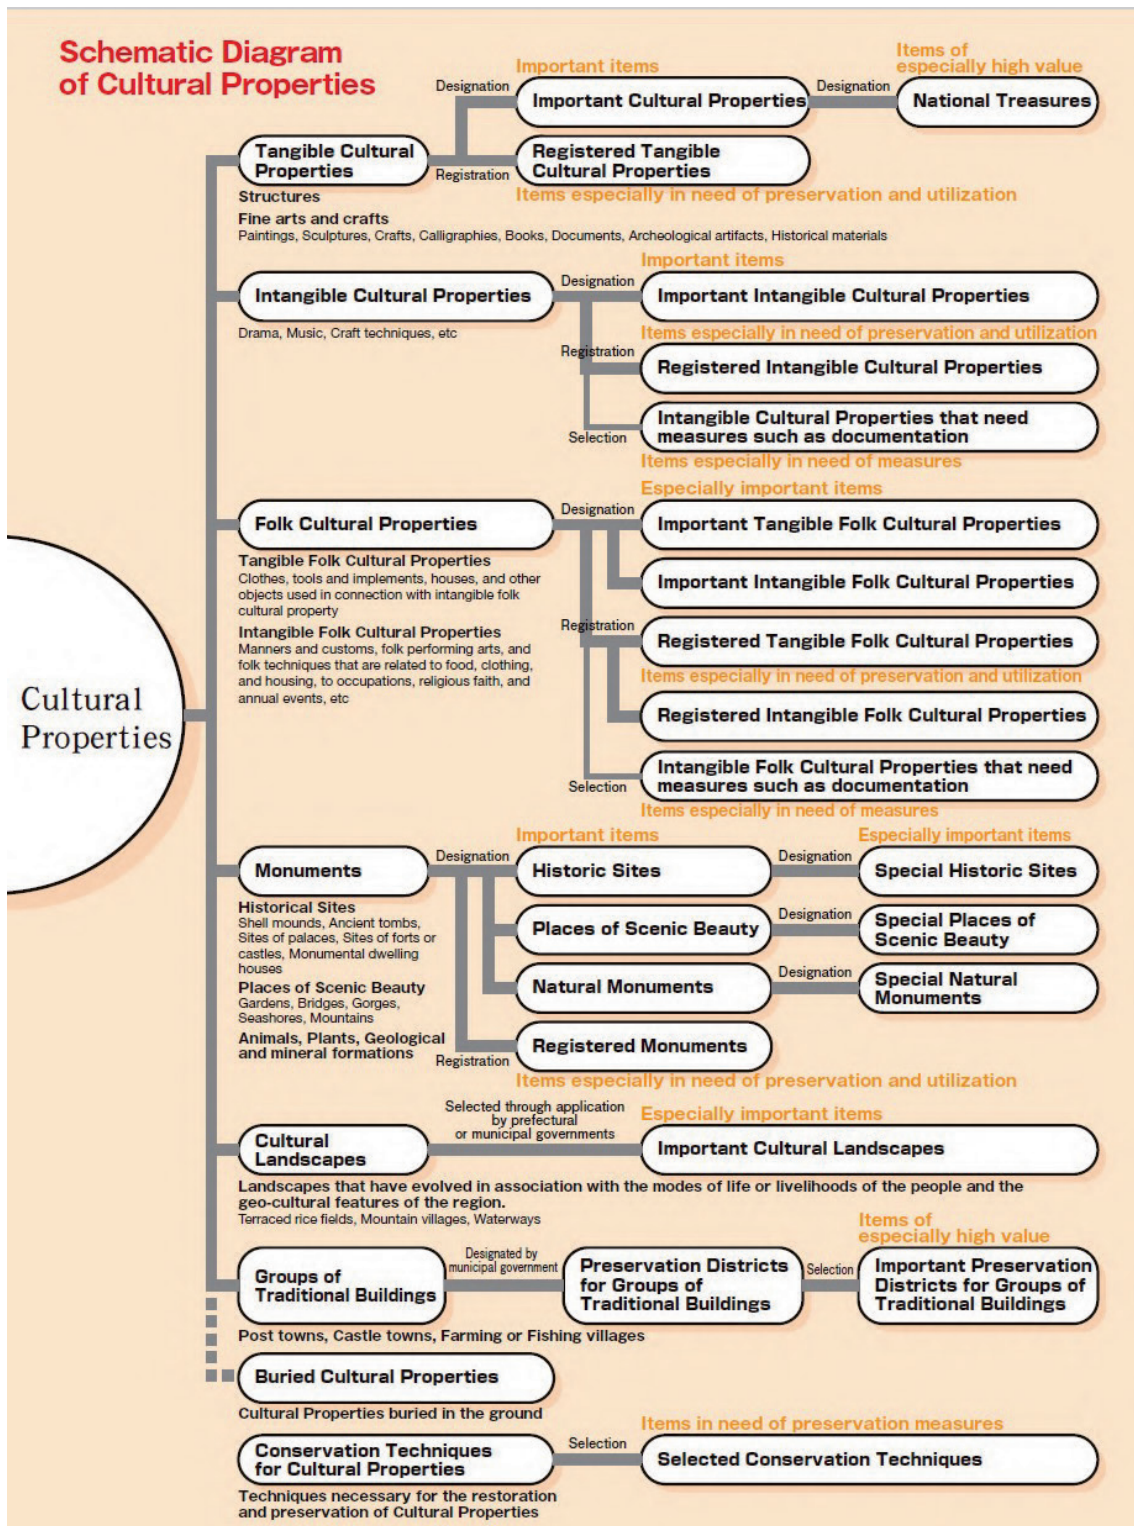 Schematic Diagram
of Cultural Properties
Cultural
Properties
Tangible Cultural
Properties
Structures
Fine arts and crafts
Paintings, Sculptures, Crafts, Calligraphies, Books, Documents, Archeological artifacts, Historical materials
Designation
Important items
Important Cultural Properties
Designation
Items of
especially high value
National Treasures
Registration
Registered Tangible
Cultural Properties
Items especially in need of preservation and utilization
Intangible Cultural Properties
Drama, Music, Craft techniques, etc
Designation
Important items
Important Intangible Cultural Properties
Items especially in need of preservation and utilization
Registration
Registered Intangible Cultural Properties
Selection
Intangible Cultural Properties that need
measures such as documentation
Items especially in need of measures
Folk Cultural Properties
Tangible Folk Cultural Properties
Clothes, tools and implements, houses, and other
objects used in connection with intangible folk
cultural property
Intangible Folk Cultural Properties
Manners and customs, folk performing arts, and
folk techniques that are related to food, clothing,
and housing, to occupations, religious faith, and
annual events, etc
Designation
Especially important items
Important Tangible Folk Cultural Properties
Important Intangible Folk Cultural Properties
Registration
Registered Tangible Folk Cultural Properties
Items especially in need of preservation and utilization
Registered Intangible Folk Cultural Properties
Selection
Intangible Folk Cultural Properties that need
measures such as documentation
Items especially in need of measures
Monuments
Historical Sites
Shell mounds, Ancient tombs,
Sites of palaces, Sites of forts or
castles, Monumental dwelling
houses
Places of Scenic Beauty
Gardens, Bridges, Gorges,
Seashores, Mountains
Animals, Plants, Geological
and mineral formations
Designation
Important items
Historic Sites
Designation
Especially important items
Special Historic Sites
Places of Scenic Beauty
Designation
Special Places of
Scenic Beauty
Natural Monuments
Designation
Special Natural
Monuments
Registration
Registered Monuments
Items especially in need of preservation and utilization
Cultural
Landscapes
Selected through application
by prefectural
or municipal governments
Especially important items
Important Cultural Landscapes
Landscapes that have evolved in association with the modes of life or livelihoods of the people and the
geo-cultural features of the region.
Terraced rice fields, Mountain villages, Waterways
Groups of
Traditional Buildings
Designated by
municipal government
Preservation Districts
for Groups of
Traditional Buildings
Selection
Items of
especially high value
Important Preservation
Districts for Groups of
Traditional Buildings
Post towns, Castle towns, Farming or Fishing villages
Buried Cultural Properties
Cultural Properties buried in the ground
Conservation Techniques
for Cultural Properties
Selection
Items in need of preservation measures
Selected Conservation Techniques
Techniques necessary for the restoration
and preservation of Cultural Properties